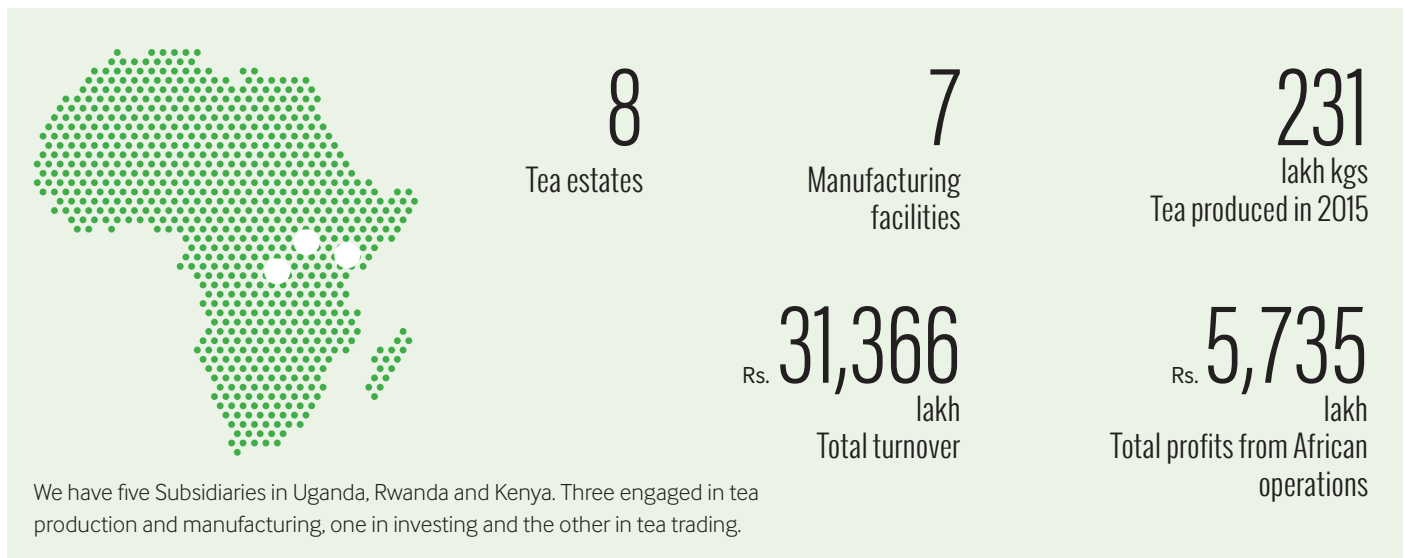 8
Tea estates
7
Manufacturing
facilities
231
lakh kgs
Tea produced in 2015
Rs. 31,366
lakh
Total turnover
Rs. 5,735
lakh
Total profits from African
operations
We have five Subsidiaries in Uganda, Rwanda and Kenya. Three engaged in tea
production and manufacturing, one in investing and the other in tea trading.